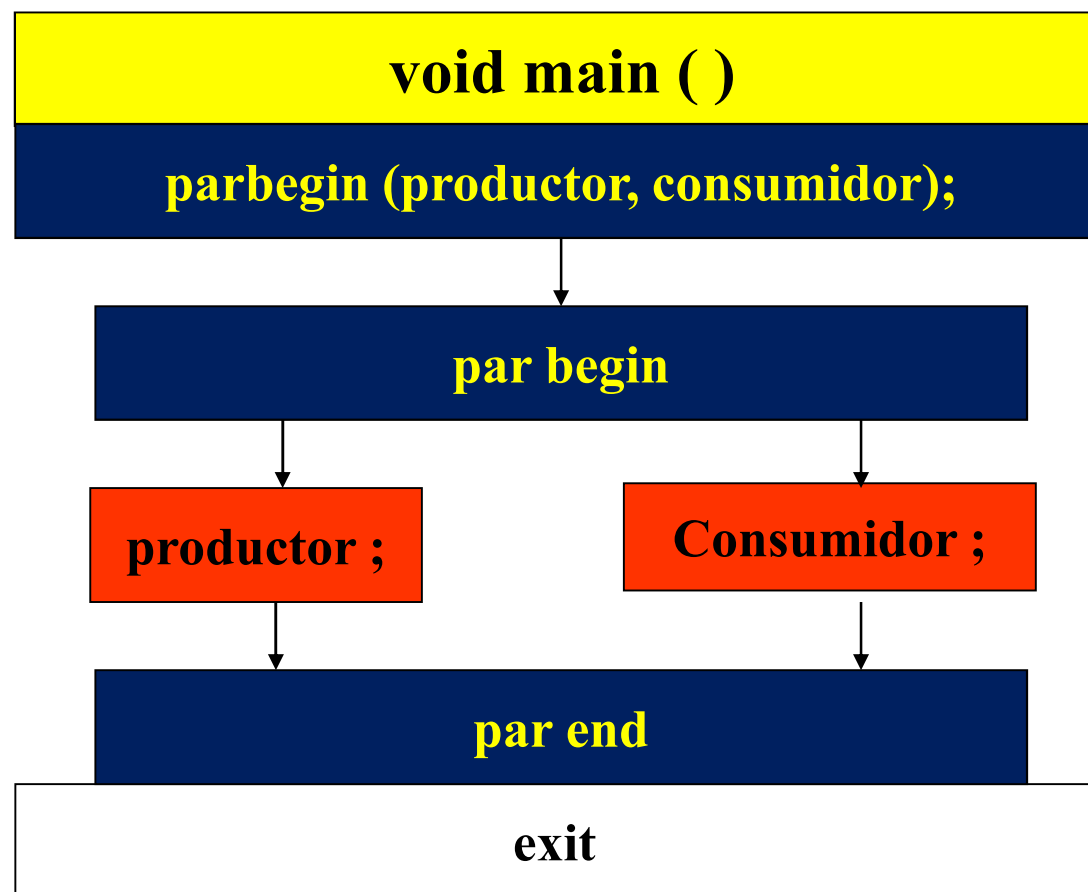 void main ( )
parbegin (productor, consumidor);
par begin
productor ;
Consumidor ;
par end
exit